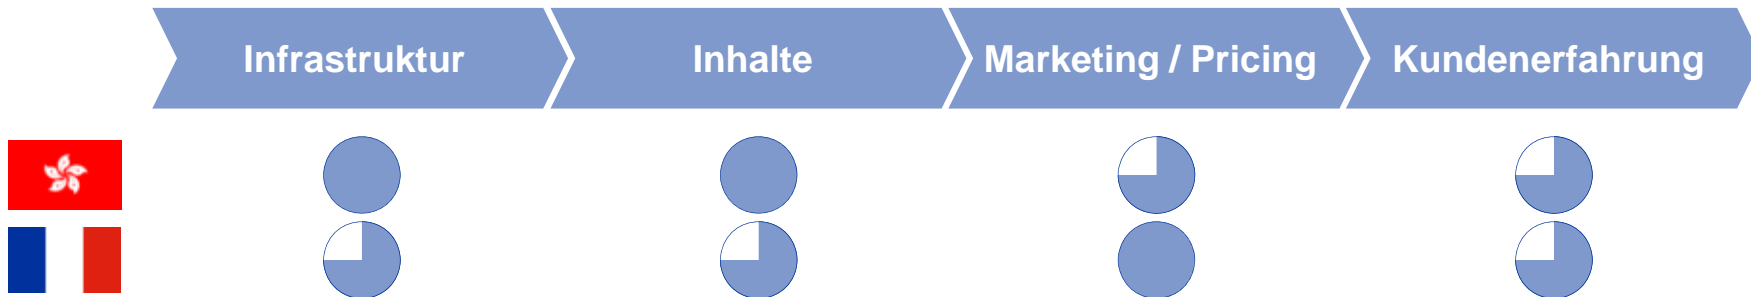 Infrastruktur
Inhalte
Marketing / Pricing
Kundenerfahrung